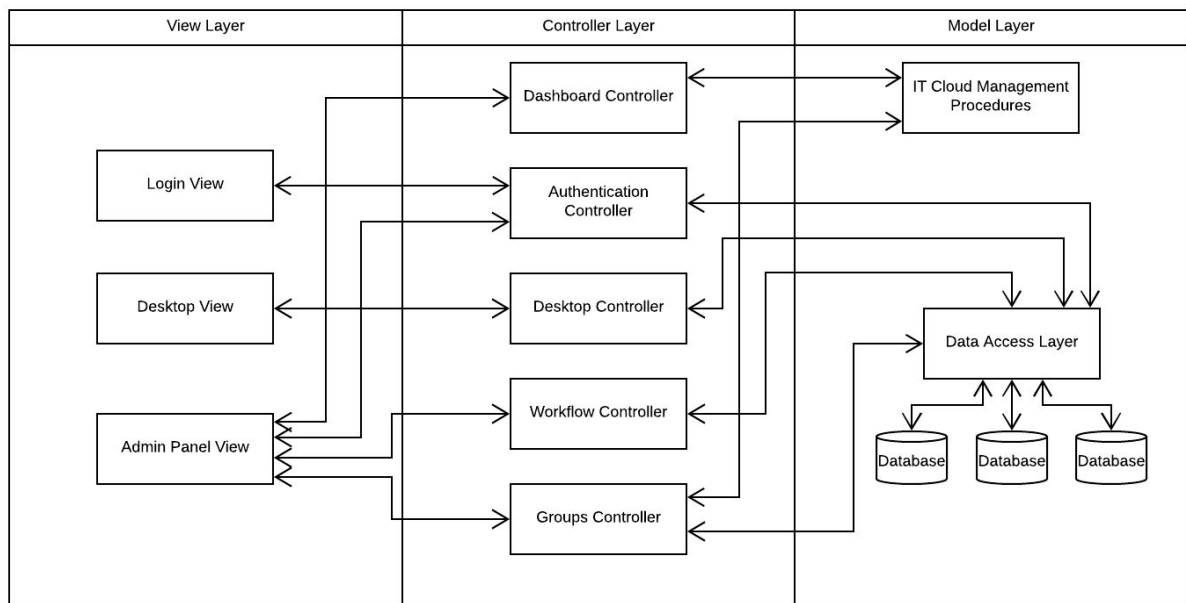 View Layer
Controller Layer
Model Layer
Dashboard Controller
IT Cloud Management
Procedures
Login View
Authentication
Controller
Desktop View
Desktop Controller
Data Access Layer
Admin Panel View
Workflow Controller
Database
Database
Database
Groups Controller